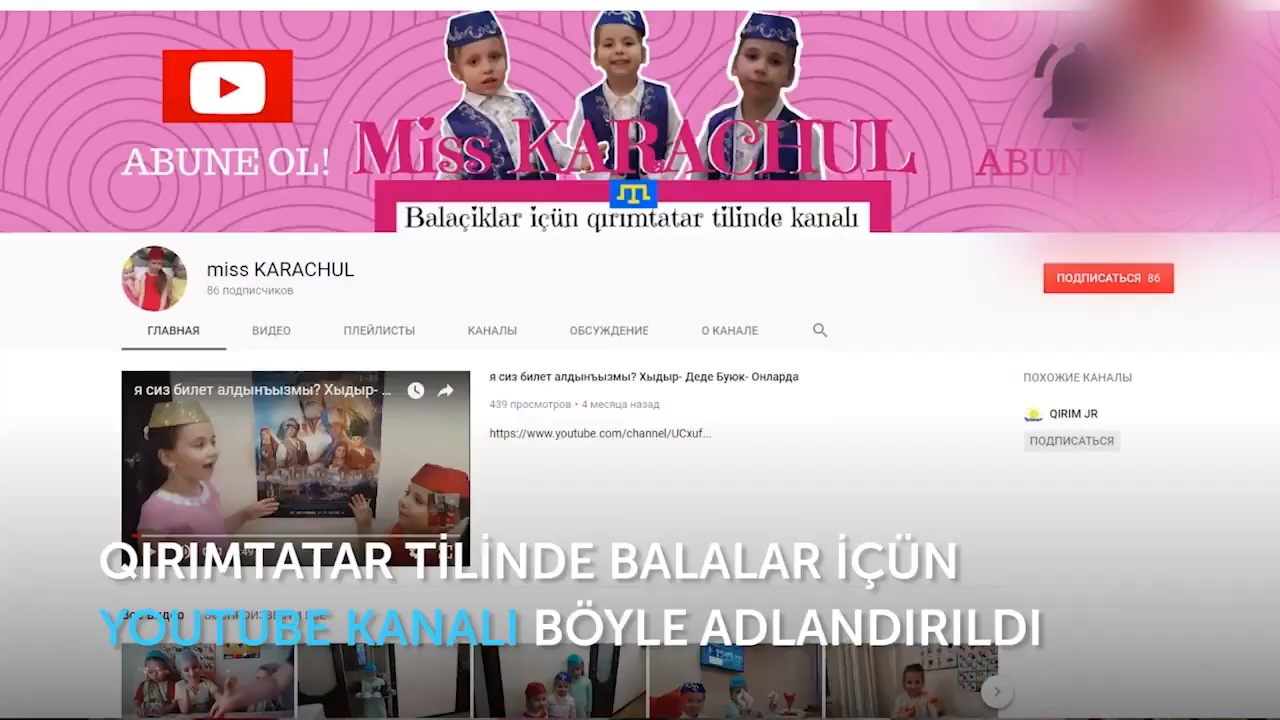 ABUNE OL!
Miss KARACHUL
ABUN
Balaçiklar içün qırımtatar tilinde kanalı
miss KARACHUL
86 подписчиков
ПОДПИСАТЬСЯ 86
ГЛАВНАЯ ВИДЕО ПЛЕЙЛИСТЫ КАНАЛЫ ОБСУЖДЕНИЕ О КАНАЛЕ
я сиз билет алдынъызмы? Хыдыр- ...
я сиз билет алдынъызмы? Хыдыр- Деде Буюк- Онларда
439 просмотров • 4 месяца назад
https://www.youtube.com/channel/UCxuf...
ПОХОЖИЕ КАНАЛЫ
QIRIM JR
ПОДПИСАТЬСЯ
QIRIMTATAR TİLİNDE BALALAR İÇÜN
YOUTUBE KANALI BÖYLE ADLANDIRILDI